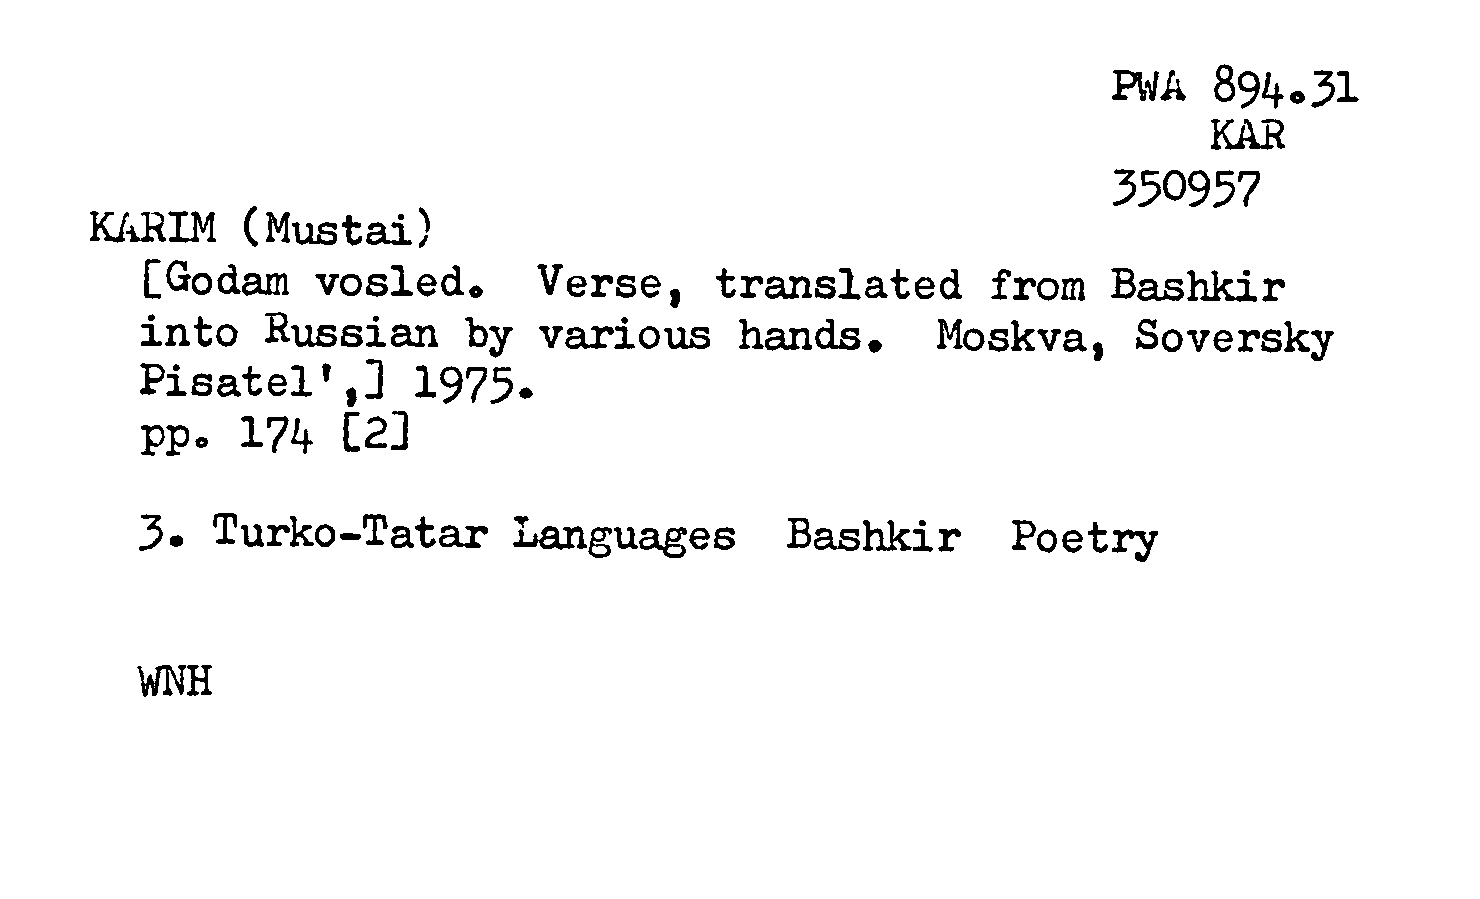 PWA 894.31
KAR
350957
KARIM (Mustai)
[Godam vosled. Verse, translated from Bashkir
into Russian by various hands. Moskva, Soversky
Pisatel',] 1975.
pp. 174 [2]
3. Turko-Tatar Languages Bashkir Poetry
WNH